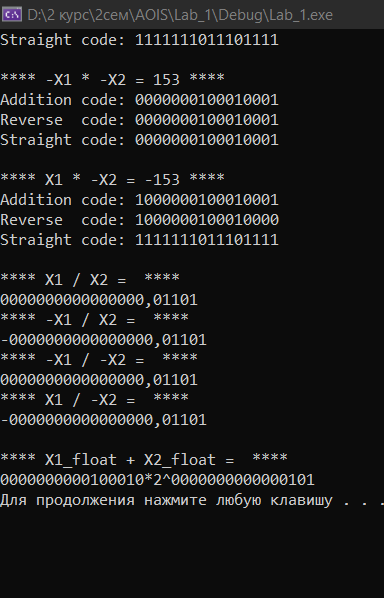 D:\2 курс\2сем\AOIS\Lab_1\Debug\Lab_1.exe
Straight code: 1111111011101111
**** -X1 * -X2 = 153 ****
Addition code: 0000000100010001
Reverse  code: 0000000100010001
Straight code: 0000000100010001
**** X1 * -X2 = -153 ****
Addition code: 1000000100010001
Reverse  code: 1000000100010000
Straight code: 1111111011101111
**** X1 / X2 =  ****
0000000000000000,01101
**** -X1 / X2 =  ****
-0000000000000000,01101
**** -X1 / -X2 =  ****
0000000000000000,01101
**** X1 / -X2 =  ****
-0000000000000000,01101
**** X1_float + X2_float =  ****
0000000000100010*2^0000000000000101
Для продолжения нажмите любую клавишу . . .